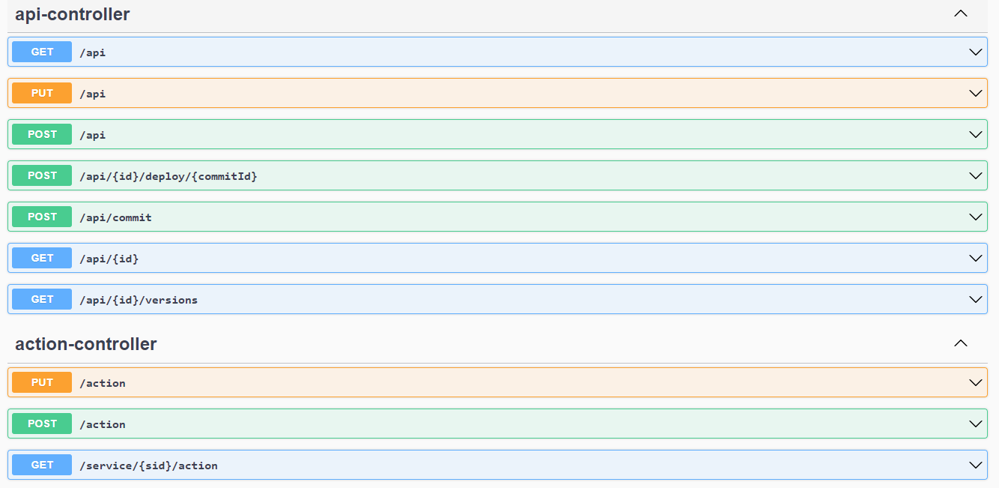 api-controller
GET /api
PUT /api
POST /api
POST /api/{id}/deploy/{commitId}
POST /api/commit
GET /api/{id}
GET /api/{id}/versions
action-controller
PUT /action
POST /action
GET /service/{sid}/action